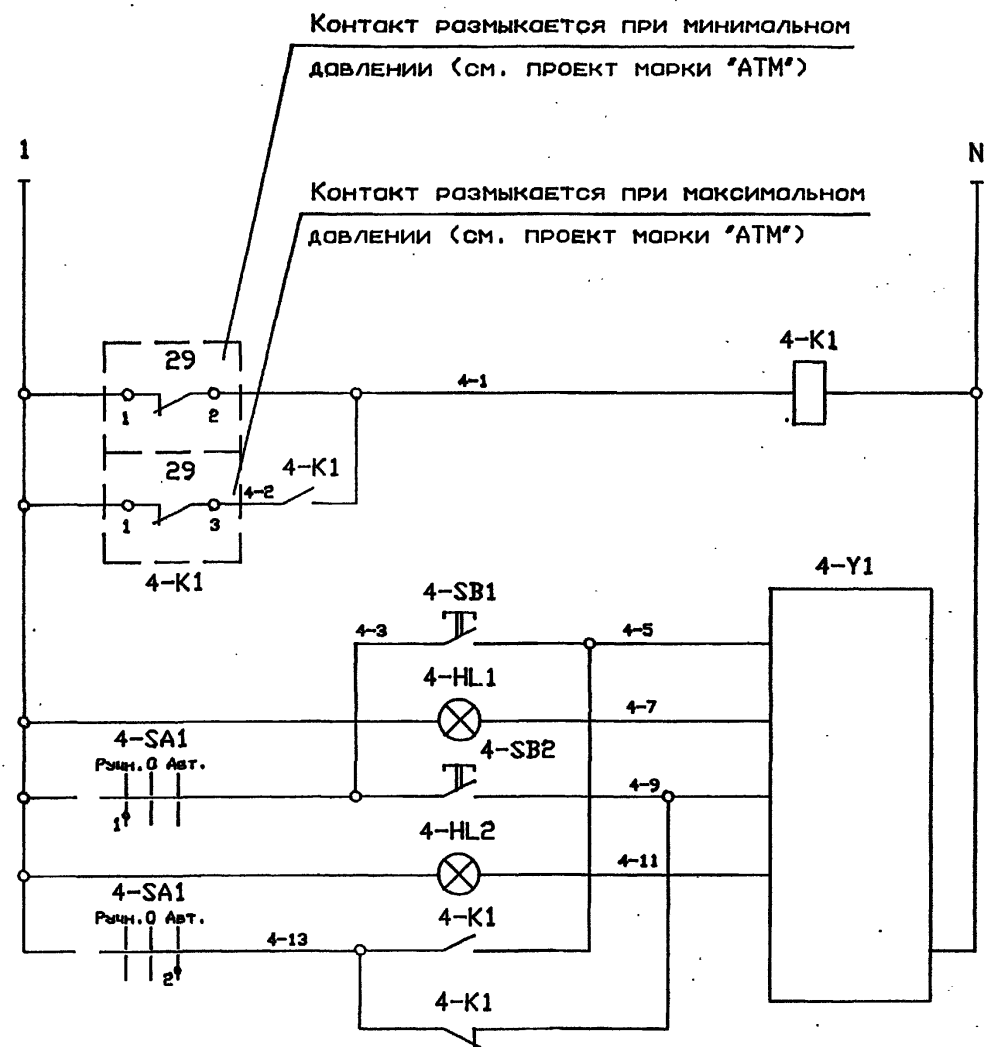 Контакт размыкается при минимальном
давлении (см. проект марки "АТМ")
1
N
Контакт размыкается при максимальном
давлении (см. проект марки "АТМ")
4-K1
29
4-1
1
2
29
4-K1
4-2
1
3
4-K1
4-Y1
4-SB1
4-3
4-5
4-HL1
4-7
4-SA1
4-SB2
Ручн. 0 Авт.
4-9
1
4-HL2
4-11
4-SA1
Ручн. 0 Авт.
4-K1
4-13
2
4-K1